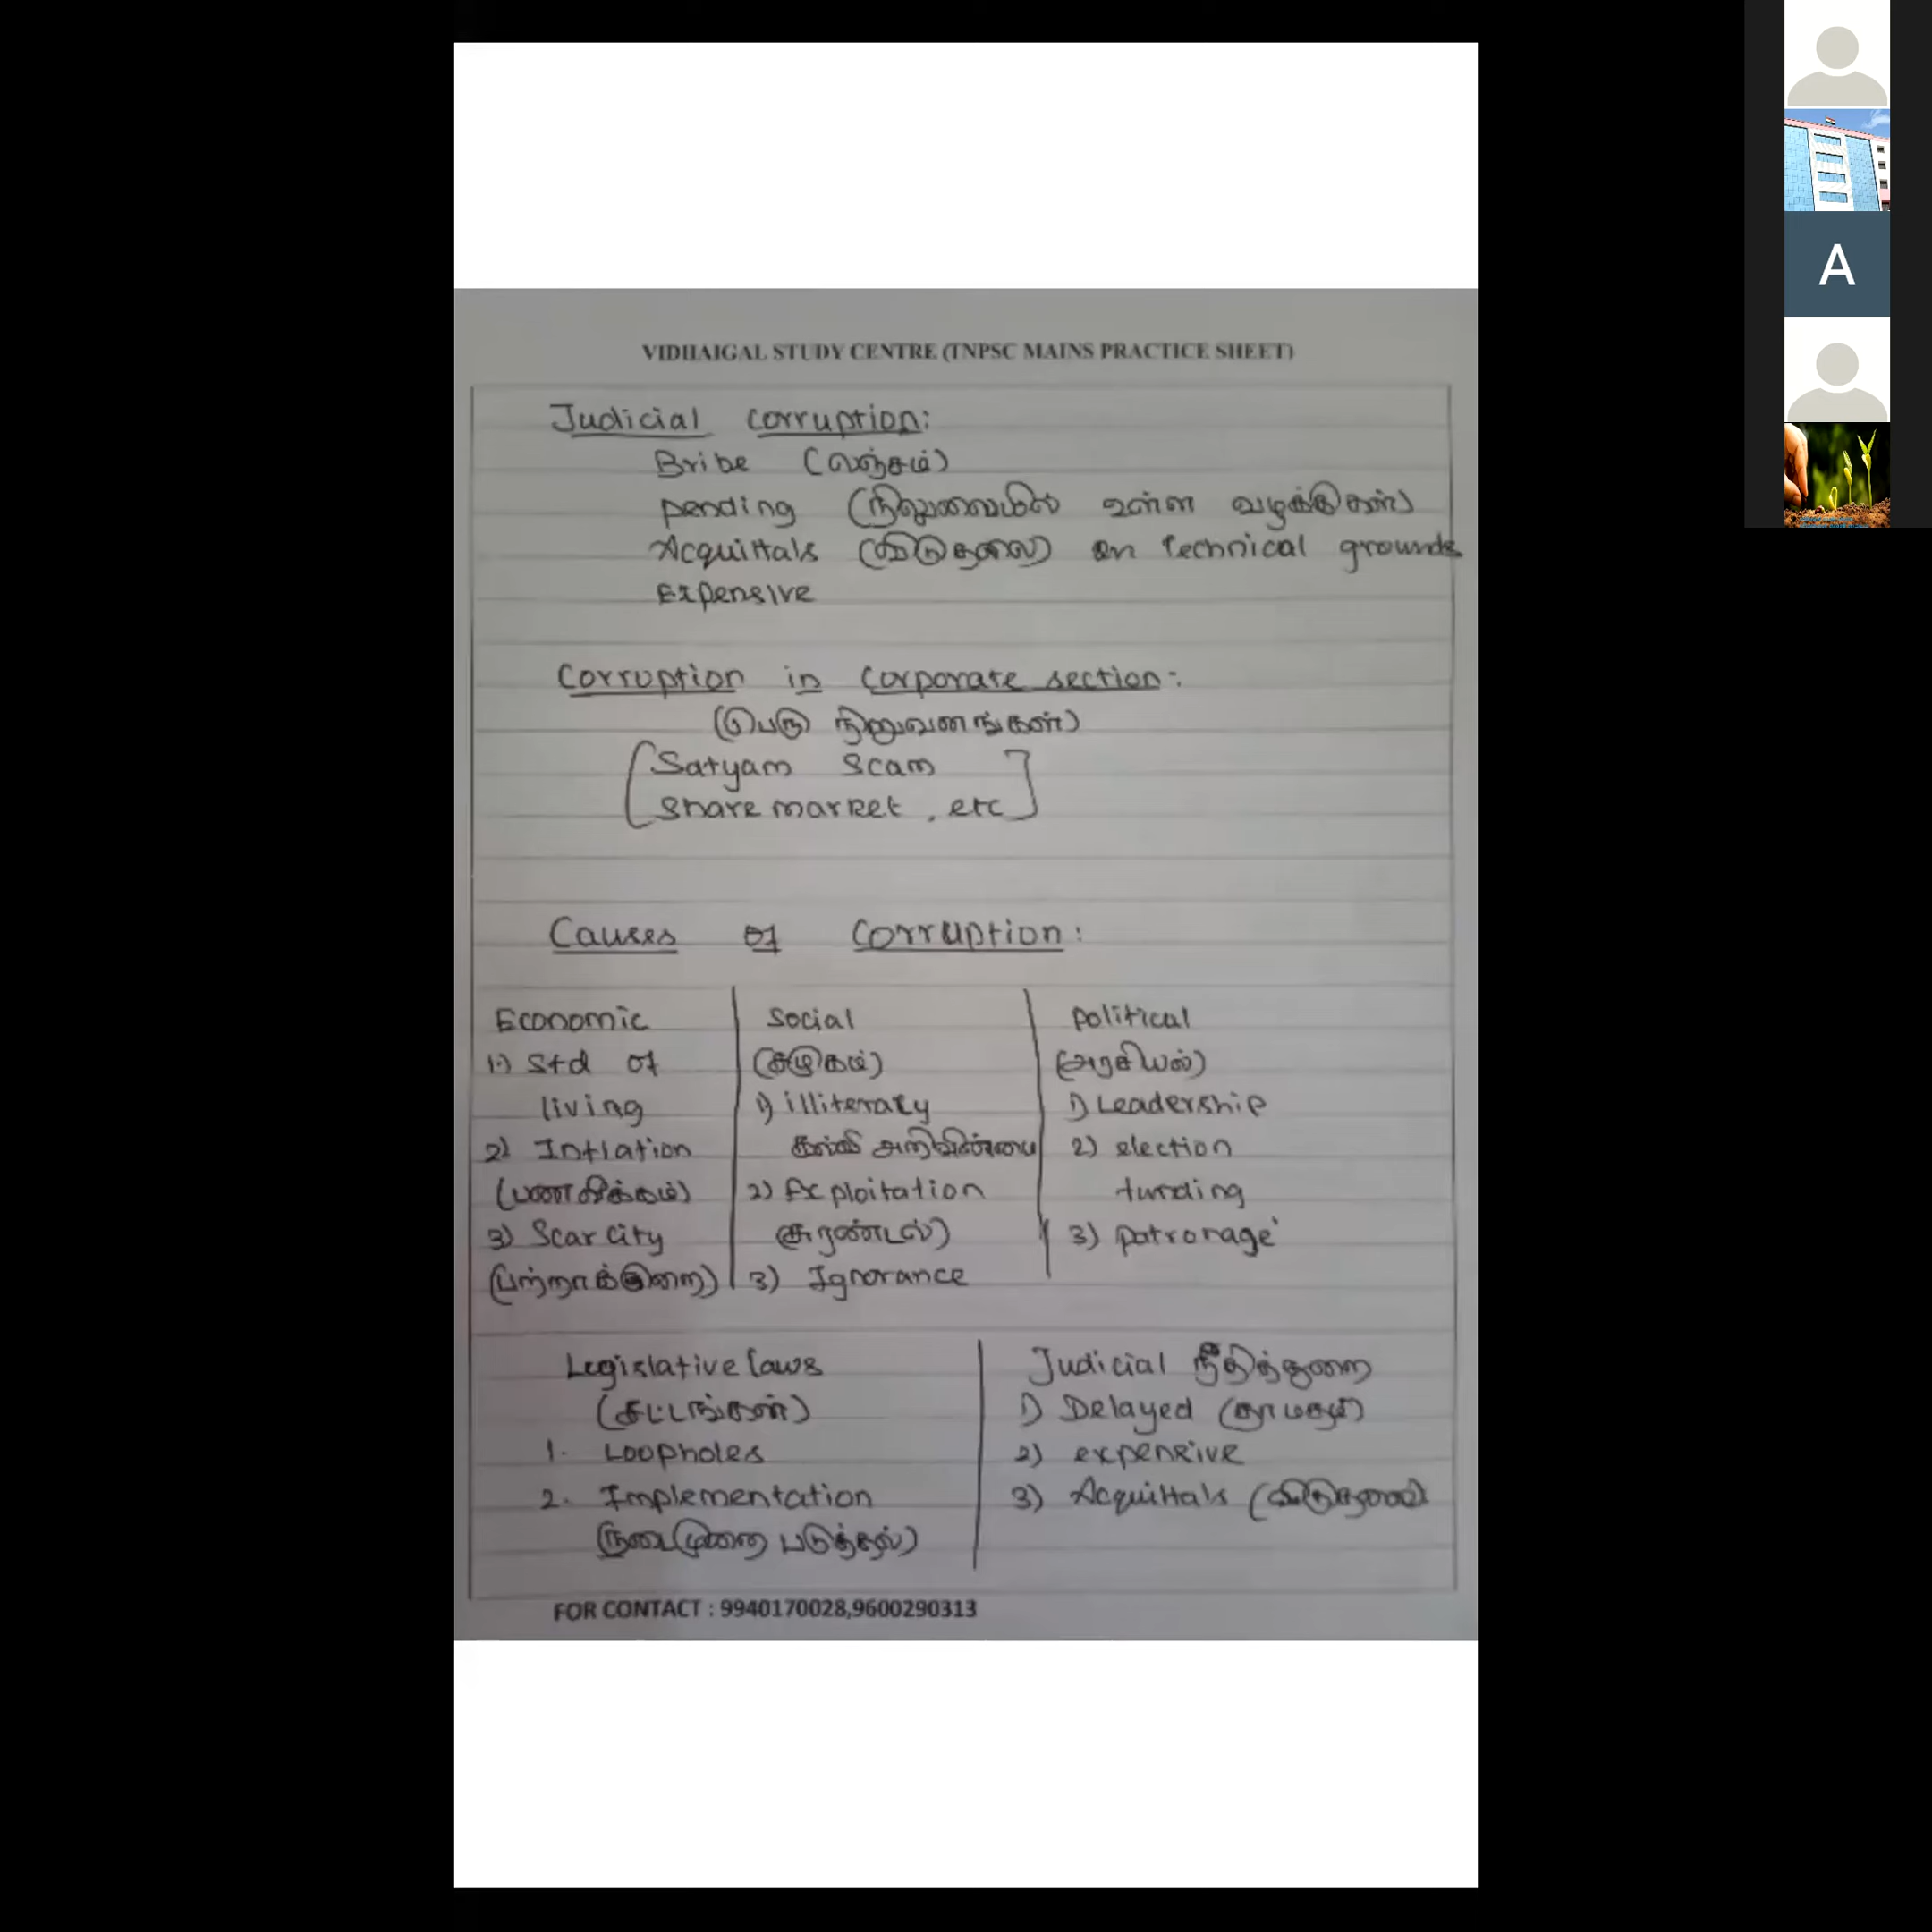 VIDHAIGAL STUDY CENTRE (TNPSC MAINS PRACTICE SHEET)
Judicial corruption:
Bribe (லஞ்சம்)
pending (நிலுவையில் உள்ள வழக்குகள்)
Acquittals (விடுதலை) on Technical grounds
Expensive
Corruption in Corporate section:
(பெரு நிறுவனங்கள்)
Satyam Scam
Share market, etc
Causes of Corruption:
Economic
1) Std of
living
2) Inflation
(பணவீக்கம்)
3) Scarcity
(பற்றாக்குறை)
Social
(சமூகம்)
1) illiteracy
கல்வி அறிவின்மை
2) Exploitation
(சுரண்டல்)
3) Ignorance
Political
(அரசியல்)
1) Leadership
2) election
funding
3) patronage
Legislative laws
(சட்டங்கள்)
1. Loopholes
2. Implementation
(நடைமுறை படுத்தல்)
Judicial நீதித்துறை
1) Delayed (தாமதம்)
2) expensive
3) Acquittals (விடுதலை)
FOR CONTACT : 9940170028,9600290313
A